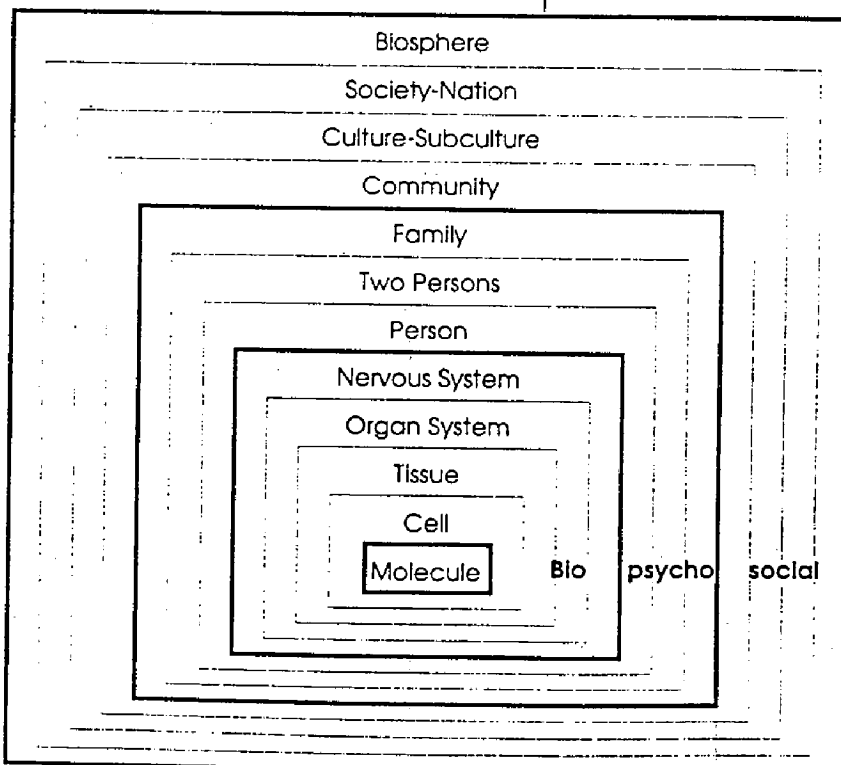 Biosphere
Society-Nation
Culture-Subculture
Community
Family
Two Persons
Person
Nervous System
Organ System
Tissue
Cell
Molecule Bio psycho social